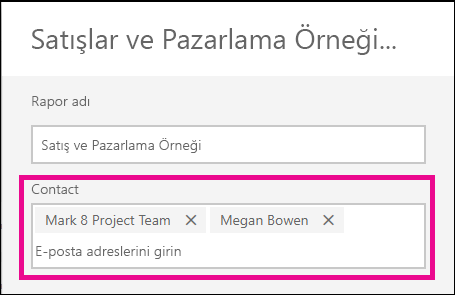 Satışlar ve Pazarlama Örneği...
Rapor adı
Satış ve Pazarlama Örneği
Contact
Mark 8 Project Team × Megan Bowen ×
E-posta adreslerini girin